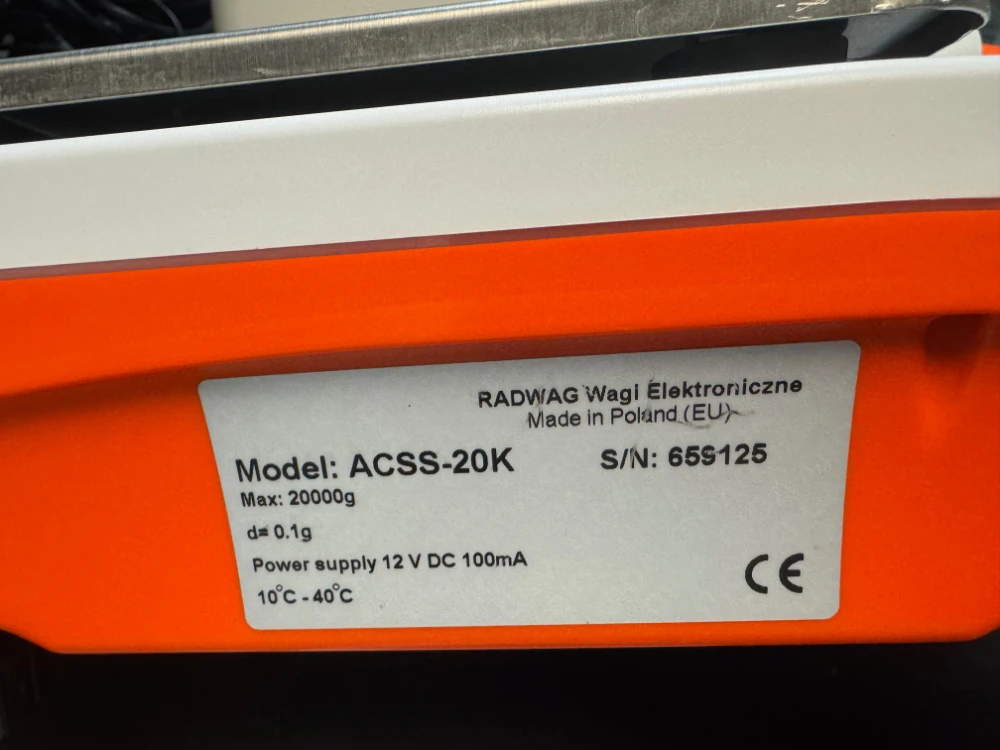 RADWAG Wagi Elektroniczne
Made in Poland (EU)
Model: ACSS-20K S/N: 659125
Max: 20000g
d= 0.1g
Power supply 12 V DC 100mA
10°C - 40°C
CE